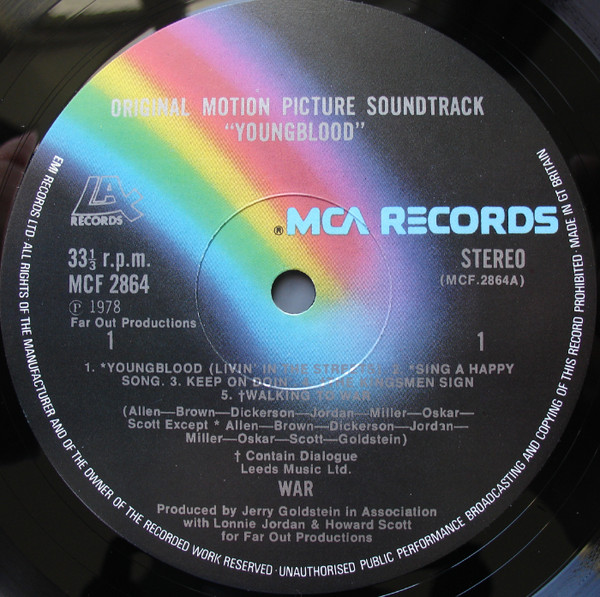 ORIGINAL MOTION PICTURE SOUNDTRACK
"YOUNGBLOOD"
LAX
RECORDS
® MCA RECORDS
33⅓ r.p.m.
MCF 2864
℗ 1978
Far Out Productions
STEREO
(MCF.2864A)
1
1
1. *YOUNGBLOOD (LIVIN' IN THE STREETS 2. *SING A HAPPY
SONG. 3. KEEP ON DOIN' KINGSMEN SIGN
5. †WALKING TO WAR
(Allen—Brown—Dickerson—Jordan—Miller—Oskar—
Scott Except * Allen—Brown—Dickerson—Jordan—
Miller—Oskar—Scott—Goldstein)
† Contain Dialogue
Leeds Music Ltd.
WAR
Produced by Jerry Goldstein in Association
with Lonnie Jordan & Howard Scott
for Far Out Productions
EMI RECORDS LTD ALL RIGHTS OF THE MANUFACTURER AND OF THE OWNER OF THE RECORDED WORK RESERVED · UNAUTHORISED PUBLIC PERFORMANCE BROADCASTING AND COPYING OF THIS RECORD PROHIBITED · MADE IN GT BRITAIN